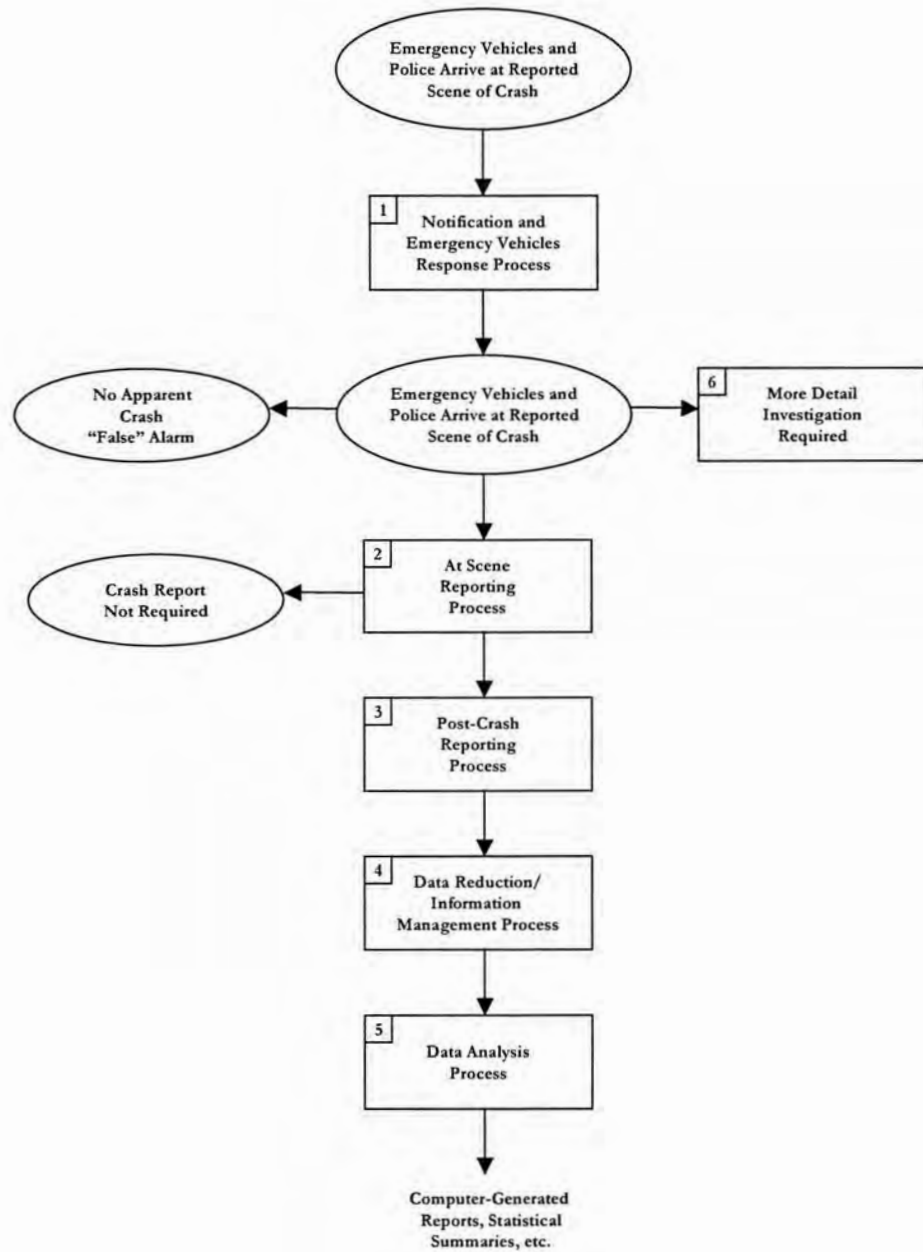 Emergency Vehicles and
Police Arrive at Reported
Scene of Crash
1
Notification and
Emergency Vehicles
Response Process
No Apparent
Crash
“False” Alarm
Emergency Vehicles and
Police Arrive at Reported
Scene of Crash
6
More Detail
Investigation
Required
2
At Scene
Reporting
Process
Crash Report
Not Required
3
Post-Crash
Reporting
Process
4
Data Reduction/
Information
Management Process
5
Data Analysis
Process
Computer-Generated
Reports, Statistical
Summaries, etc.